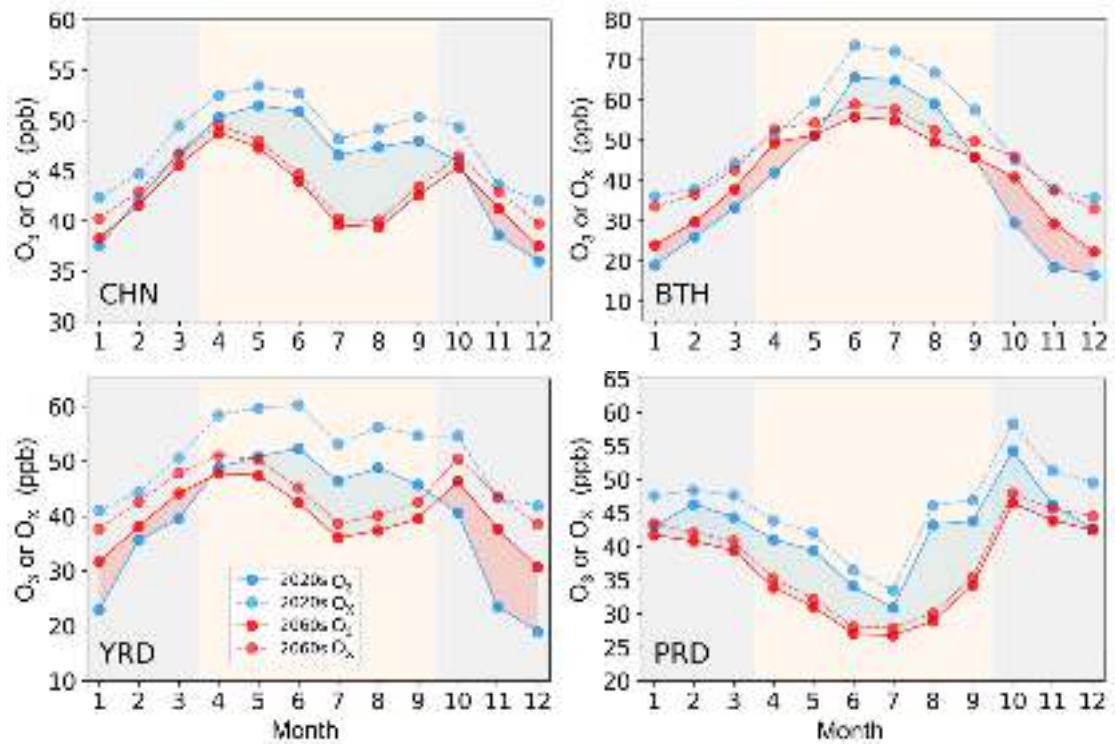 60
55
50
45
40
35
30
O₃ or Oₓ (ppb)
CHN
1 2 3 4 5 6 7 8 9 10 11 12
80
70
60
50
40
30
20
10
O₃ or Oₓ (ppb)
BTH
1 2 3 4 5 6 7 8 9 10 11 12
60
50
40
30
20
10
O₃ or Oₓ (ppb)
2020s O₃
2020s Oₓ
2060s O₃
2060s Oₓ
YRD
1 2 3 4 5 6 7 8 9 10 11 12
Month
65
60
55
50
45
40
35
30
25
20
O₃ or Oₓ (ppb)
PRD
1 2 3 4 5 6 7 8 9 10 11 12
Month